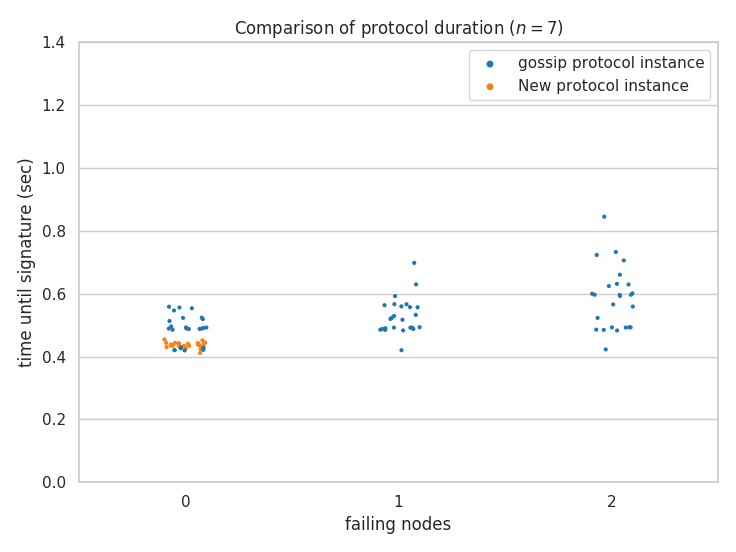 Comparison of protocol duration (n = 7)
1.4
1.2
1.0
0.8
0.6
0.4
0.2
0.0
time until signature (sec)
gossip protocol instance
New protocol instance
0 1 2
failing nodes